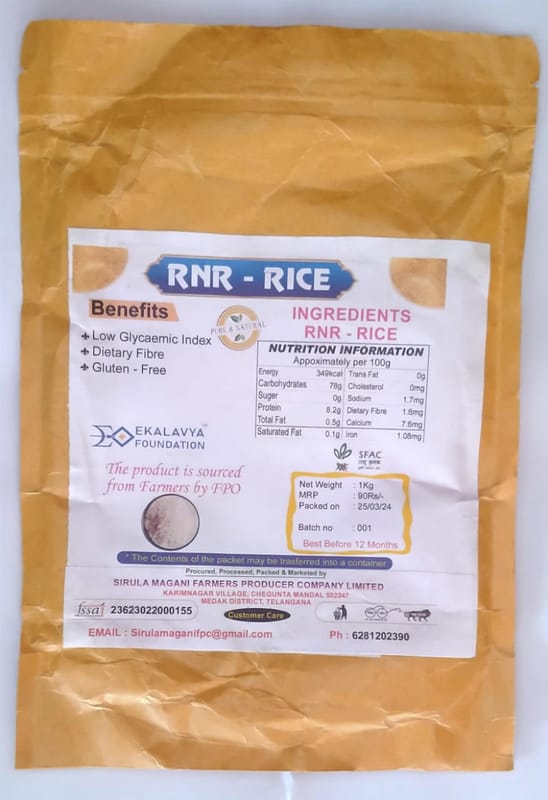 RNR - RICE
Benefits
Low Glycaemic Index
Dietary Fibre
Gluten - Free
PURE & NATURAL
INGREDIENTS
RNR - RICE
NUTRITION INFORMATION
Appoximately per 100g
Energy 349kcal Trans Fat 0g
Carbohydrates 78g Cholesterol 0mg
Suger 0g Sodium 1.7mg
Protein 8.2g Dietary Fibre 1.6mg
Total Fat 0.5g Calcium 7.6mg
Saturated Fat 0.1g Iron 1.08mg
EKALAVYA
FOUNDATION
TM
SFAC
The product is sourced
from Farmers by FPO
Net Weight : 1Kg
MRP : 90Rs/-
Packed on : 25/03/24
Batch no : 001
Best Before 12 Months
* The Contents of the packet may be trasferred into a container
Procured, Processed, Packed & Marketed by
SIRULA MAGANI FARMERS PRODUCER COMPANY LIMITED
KARIMNAGAR VILLAGE, CHEGUNTA MANDAL 502247
MEDAK DISTRICT, TELANGANA
fssai 23623022000155
Customer Care
EMAIL : Sirulamaganifpc@gmail.com Ph : 6281202390